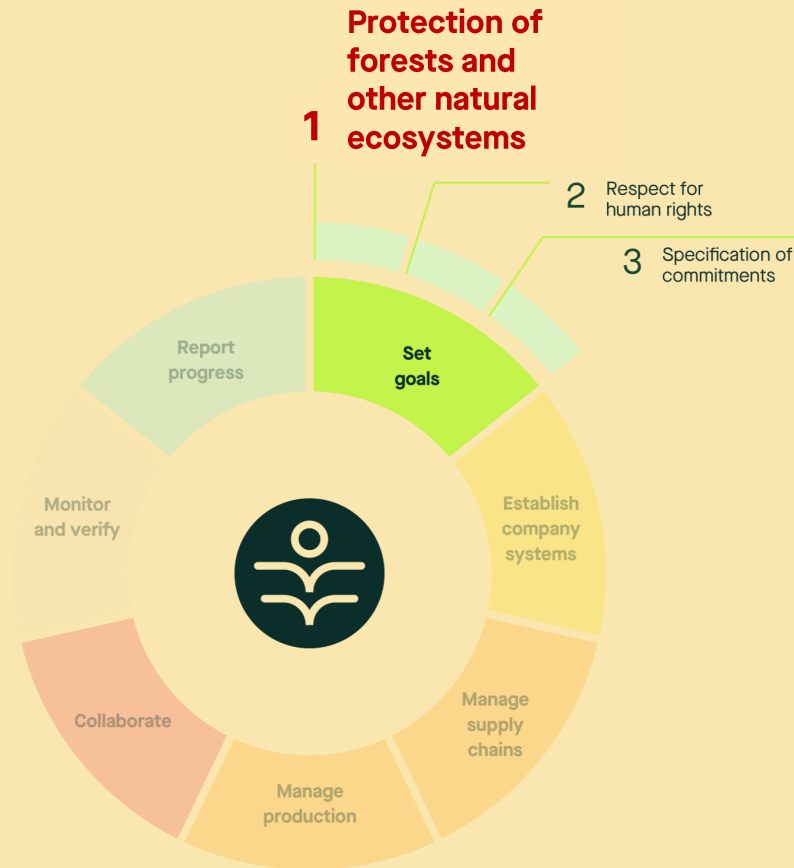 Protection of
forests and
other natural
ecosystems
1
2
Respect for
human rights
3
Specification of
commitments
Set
goals
Establish
company
systems
Manage
supply
chains
Manage
production
Collaborate
Monitor
and verify
Report
progress